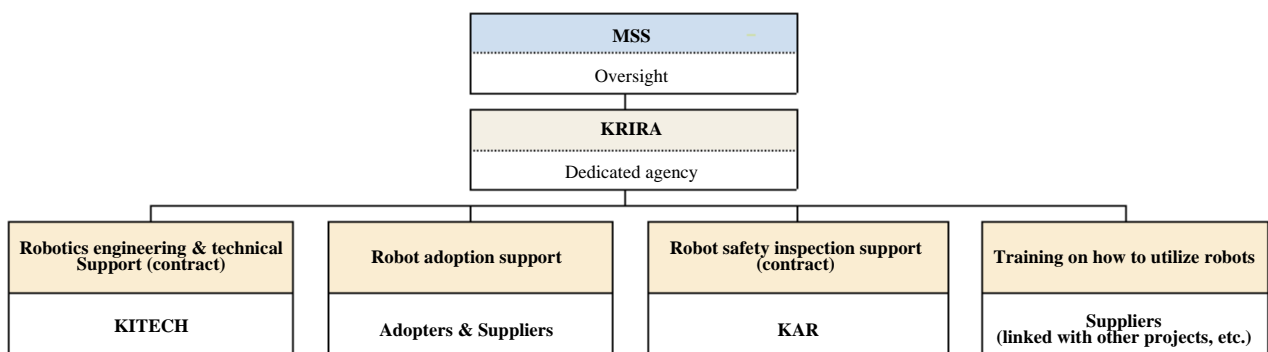 MSS
Oversight
KRIRA
Dedicated agency
Robotics engineering & technical
Support (contract)
KITECH
Robot adoption support
Adopters & Suppliers
Robot safety inspection support
(contract)
KAR
Training on how to utilize robots
Suppliers
(linked with other projects, etc.)